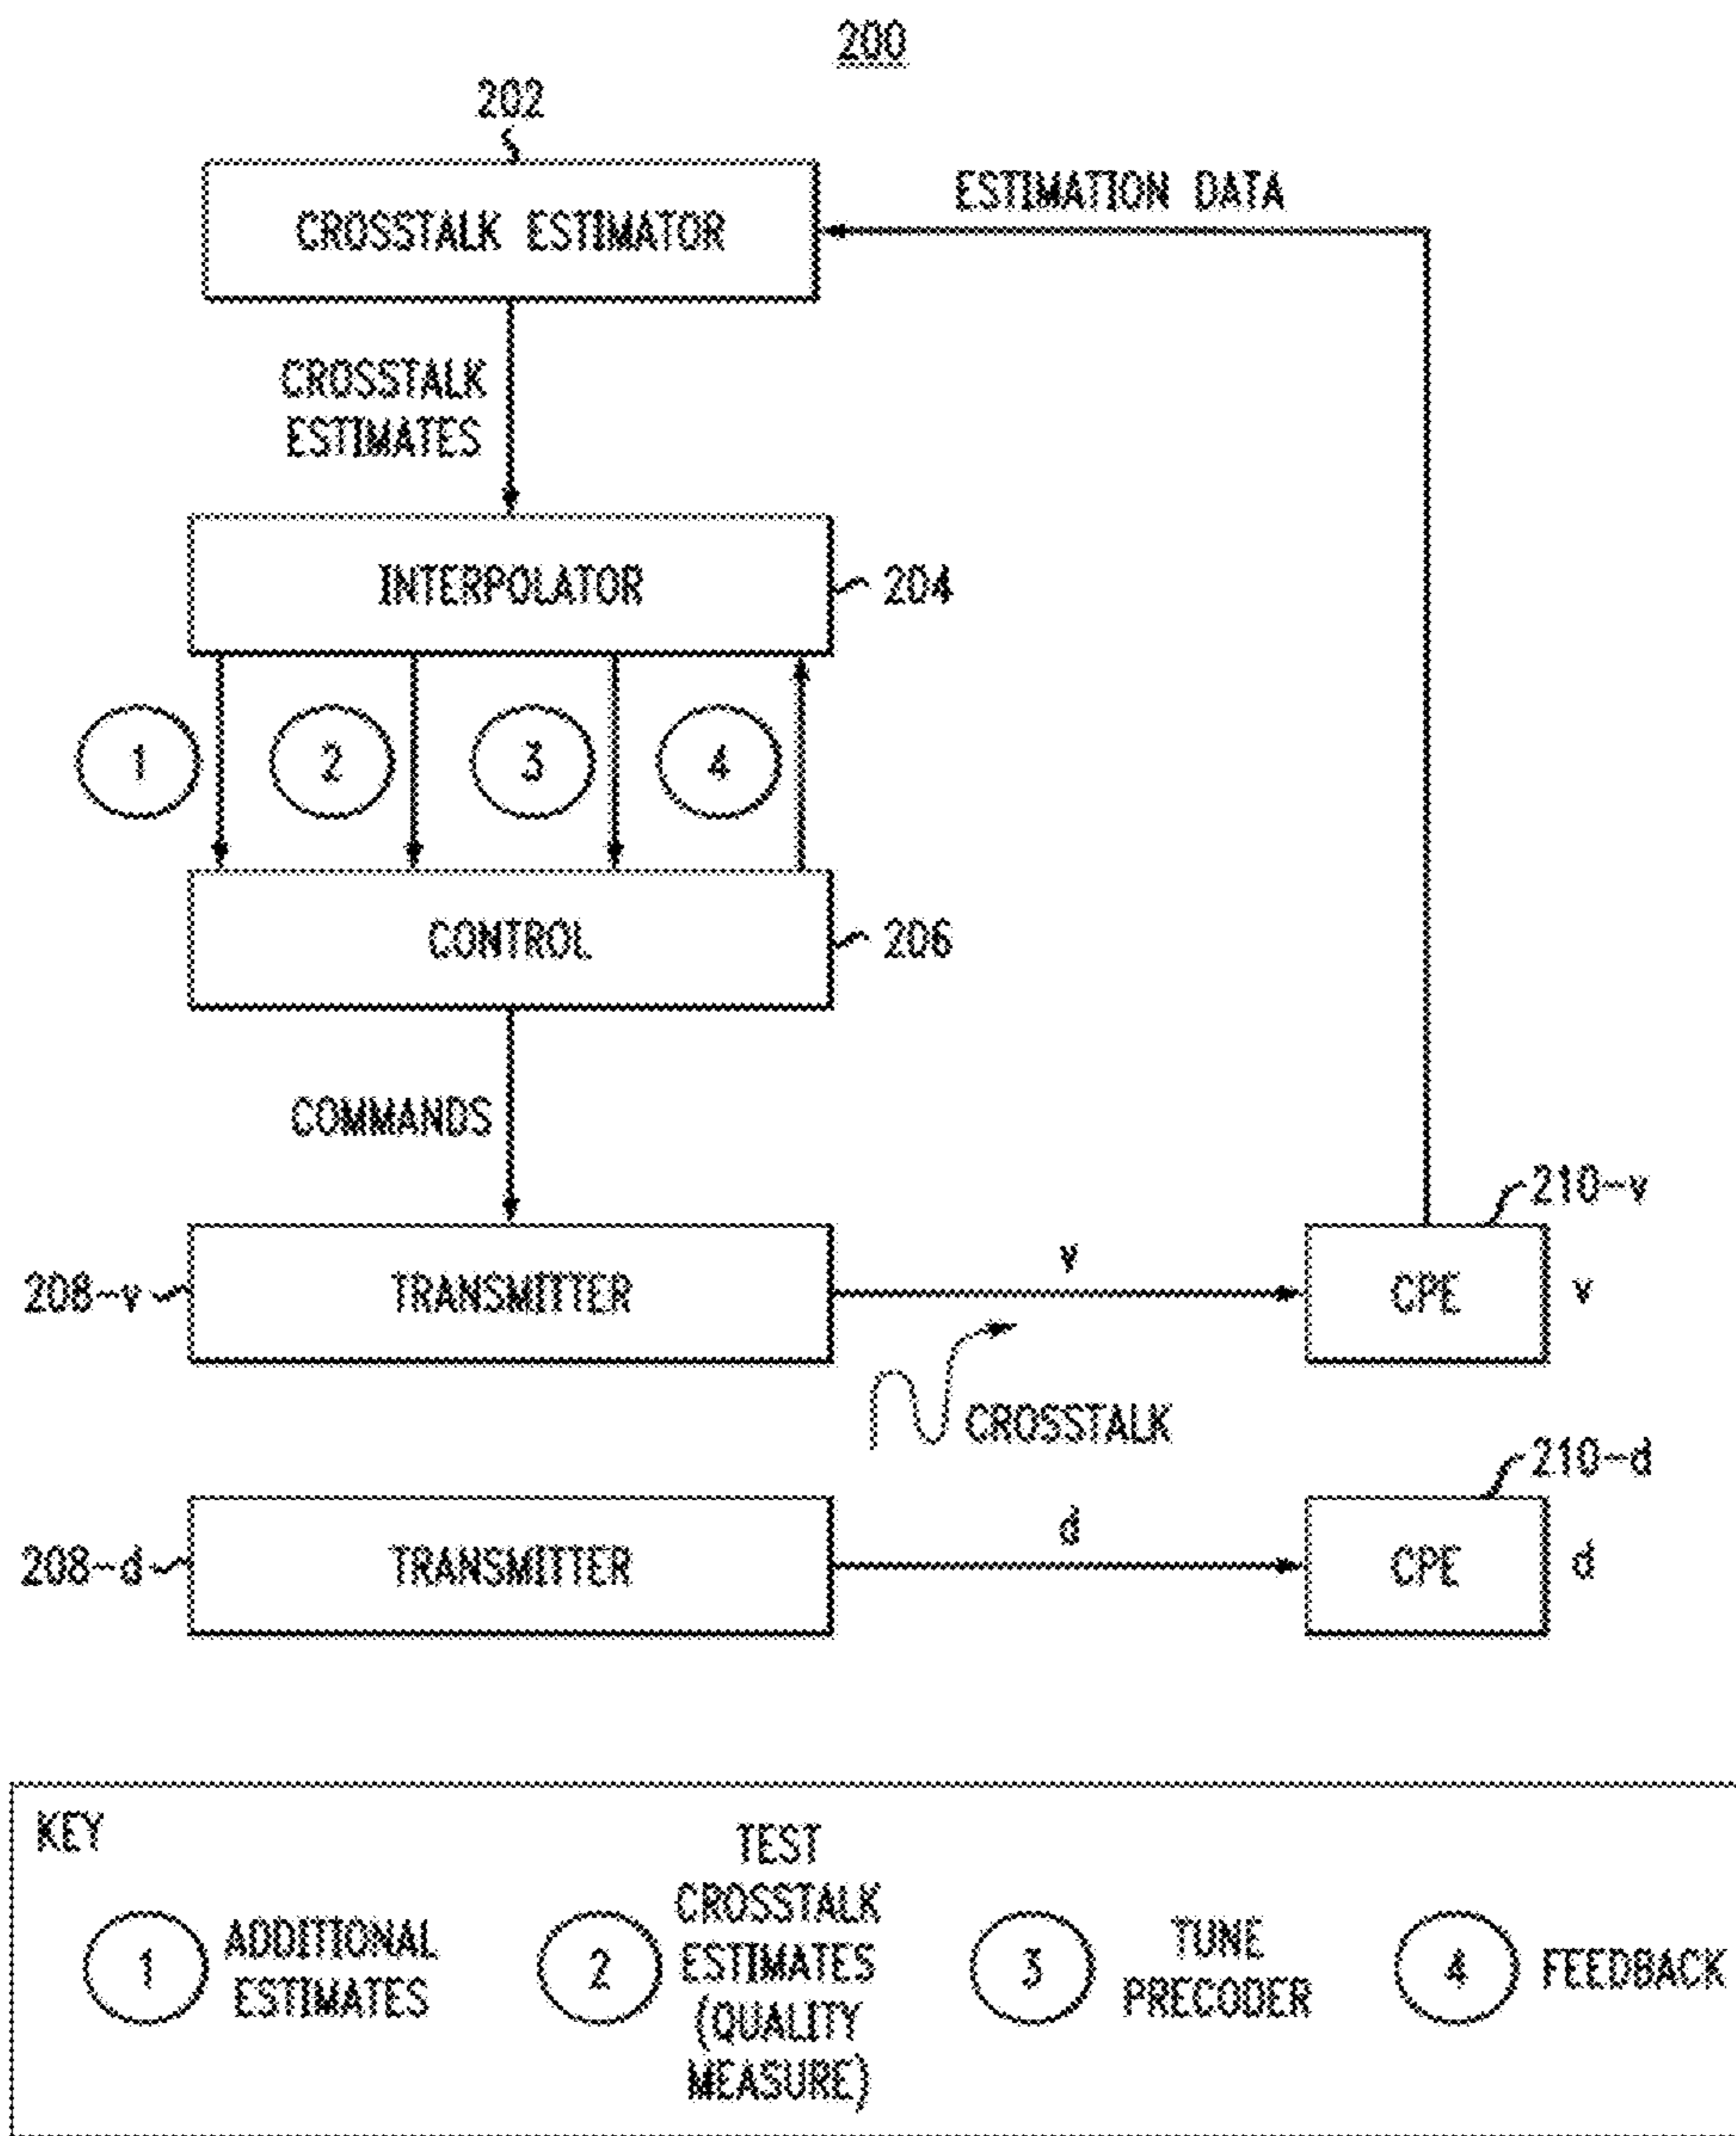 200
202
CROSSTALK ESTIMATOR
ESTIMATION DATA
CROSSTALK
ESTIMATES
INTERPOLATOR
204
1
2
3
4
CONTROL
206
COMMANDS
208-v
TRANSMITTER
v
210-v
CPE
v
CROSSTALK
208-d
TRANSMITTER
d
210-d
CPE
d
KEY
1
ADDITIONAL
ESTIMATES
2
TEST
CROSSTALK
ESTIMATES
(QUALITY
MEASURE)
3
TUNE
PRECODER
4
FEEDBACK